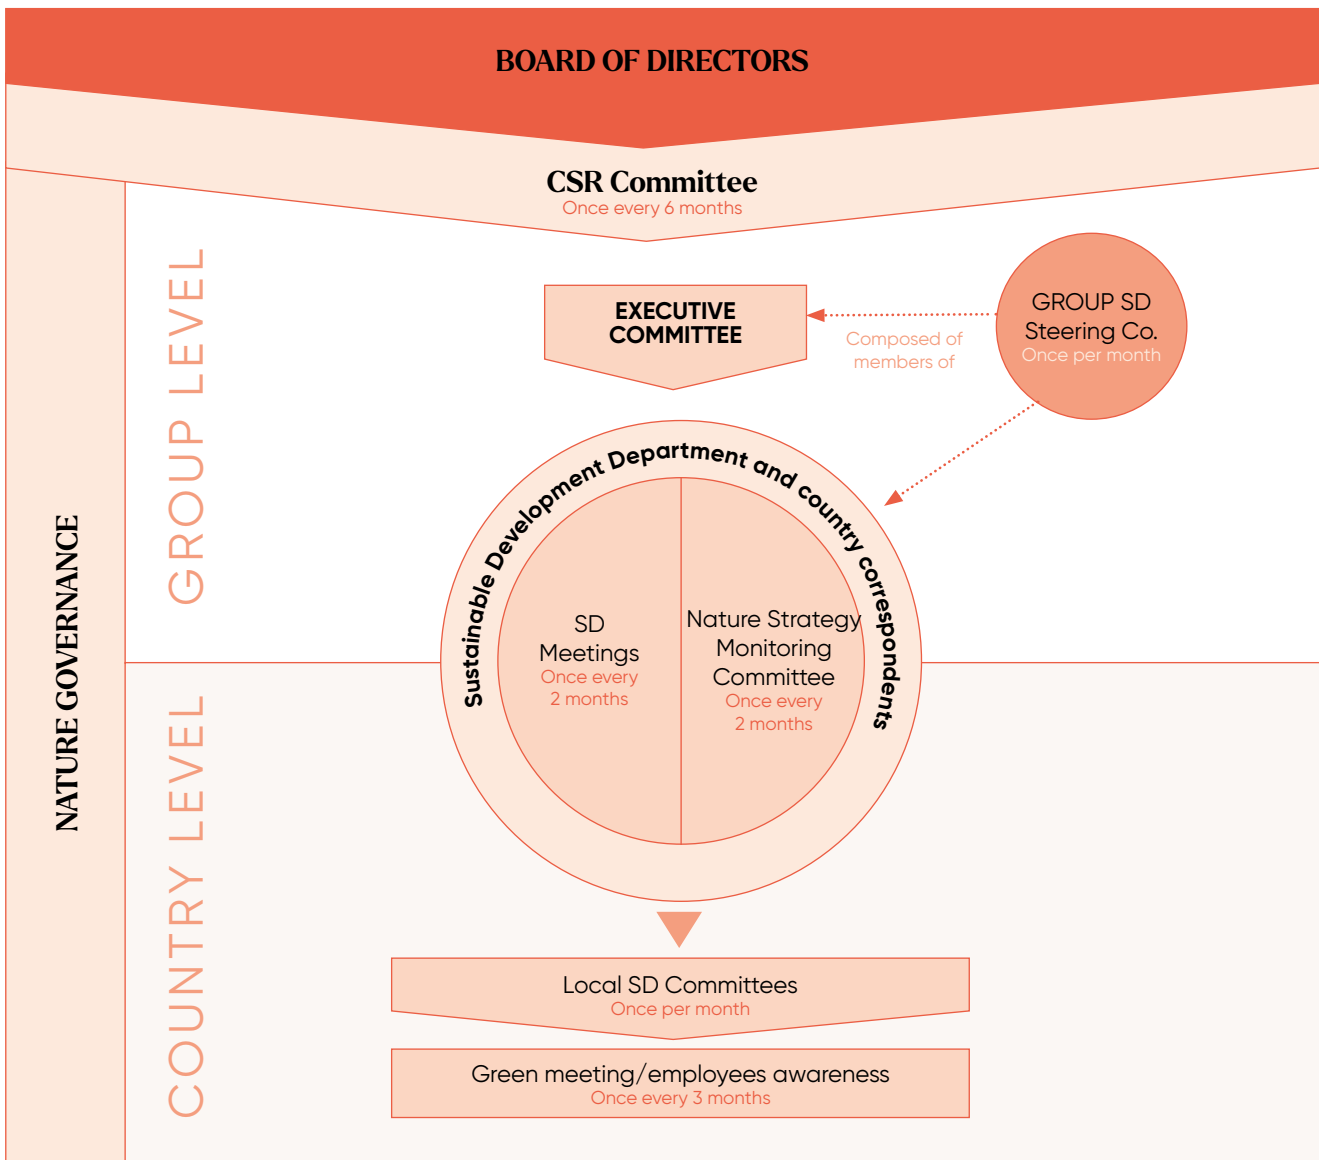 BOARD OF DIRECTORS
CSR Committee
Once every 6 months
NATURE GOVERNANCE
GROUP LEVEL
EXECUTIVE
COMMITTEE
Composed of
members of
GROUP SD
Steering Co.
Once per month
Sustainable Development Department and country correspondents
SD
Meetings
Once every
2 months
Nature Strategy
Monitoring
Committee
Once every
2 months
COUNTRY LEVEL
Local SD Committees
Once per month
Green meeting/employees awareness
Once every 3 months